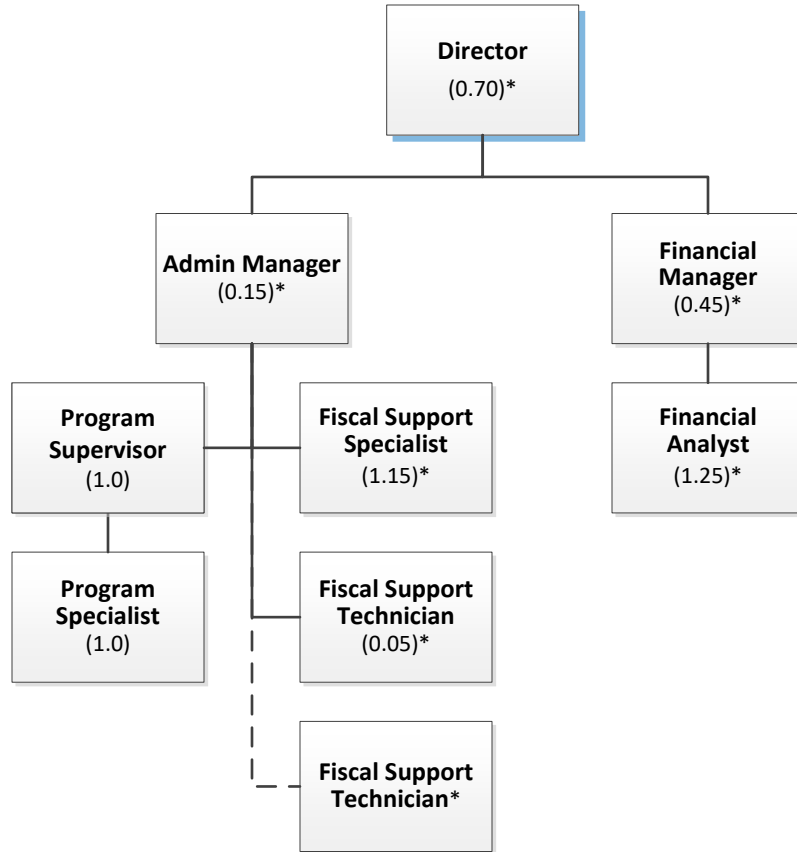 Director
(0.70)*
Admin Manager
(0.15)*
Financial
Manager
(0.45)*
Program
Supervisor
(1.0)
Fiscal Support
Specialist
(1.15)*
Financial
Analyst
(1.25)*
Program
Specialist
(1.0)
Fiscal Support
Technician
(0.05)*
Fiscal Support
Technician*